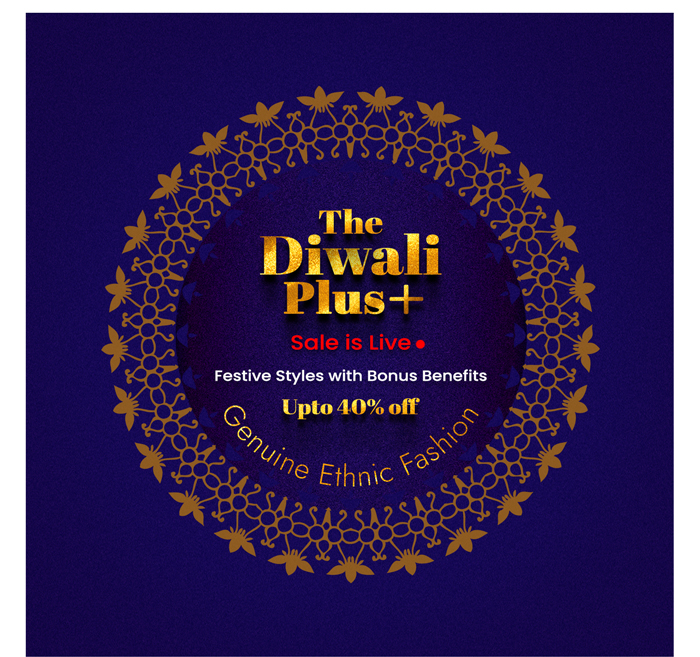 The
Diwali
Plus+
Sale is Live
Festive Styles with Bonus Benefits
Upto 40% off
Genuine Ethnic Fashion